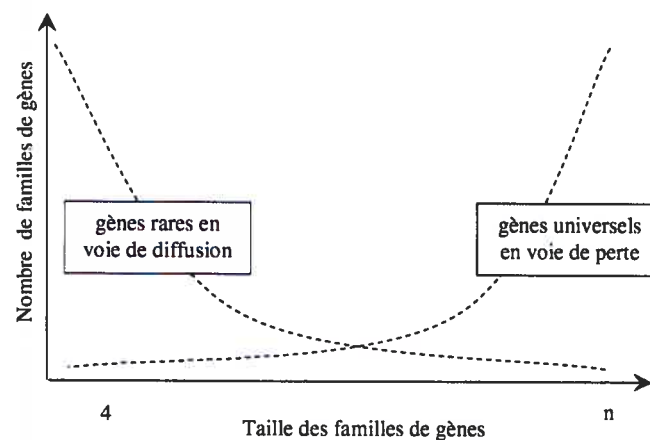 Nombre de familles de gènes
gènes rares en
voie de diffusion
gènes universels
en voie de perte
4
n
Taille des familles de gènes